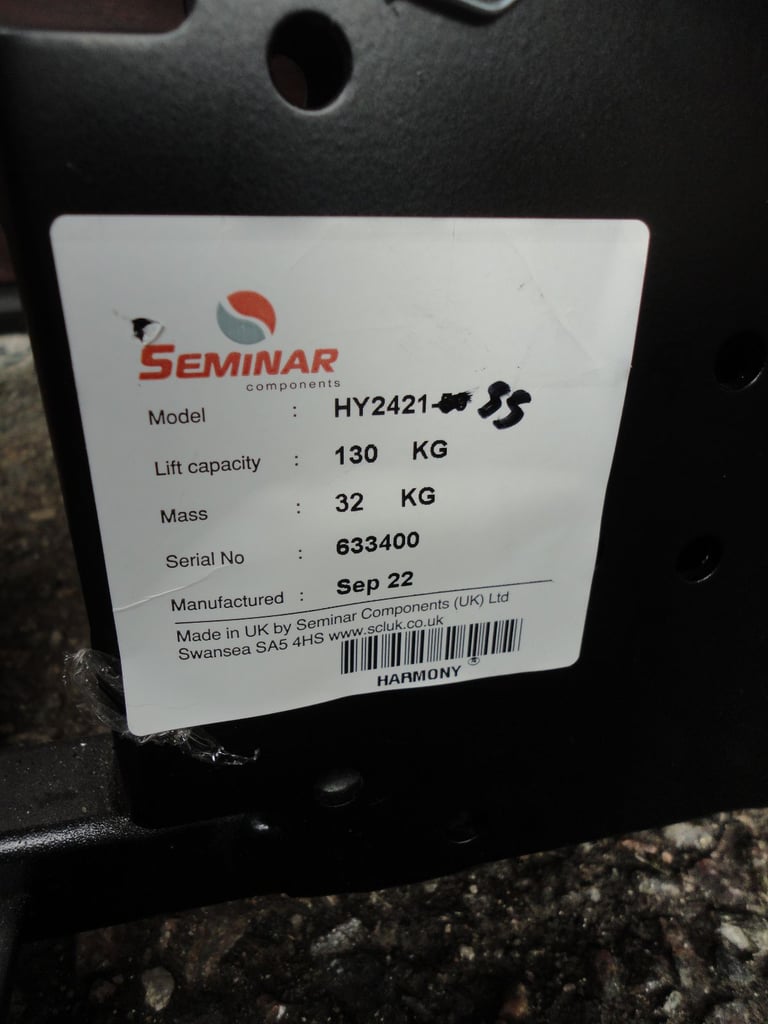 SEMINAR
components
Model : HY2421- SS
Lift capacity : 130 KG
Mass : 32 KG
Serial No : 633400
Manufactured : Sep 22
Made in UK by Seminar Components (UK) Ltd
Swansea SA5 4HS www.scluk.co.uk
HARMONY ®